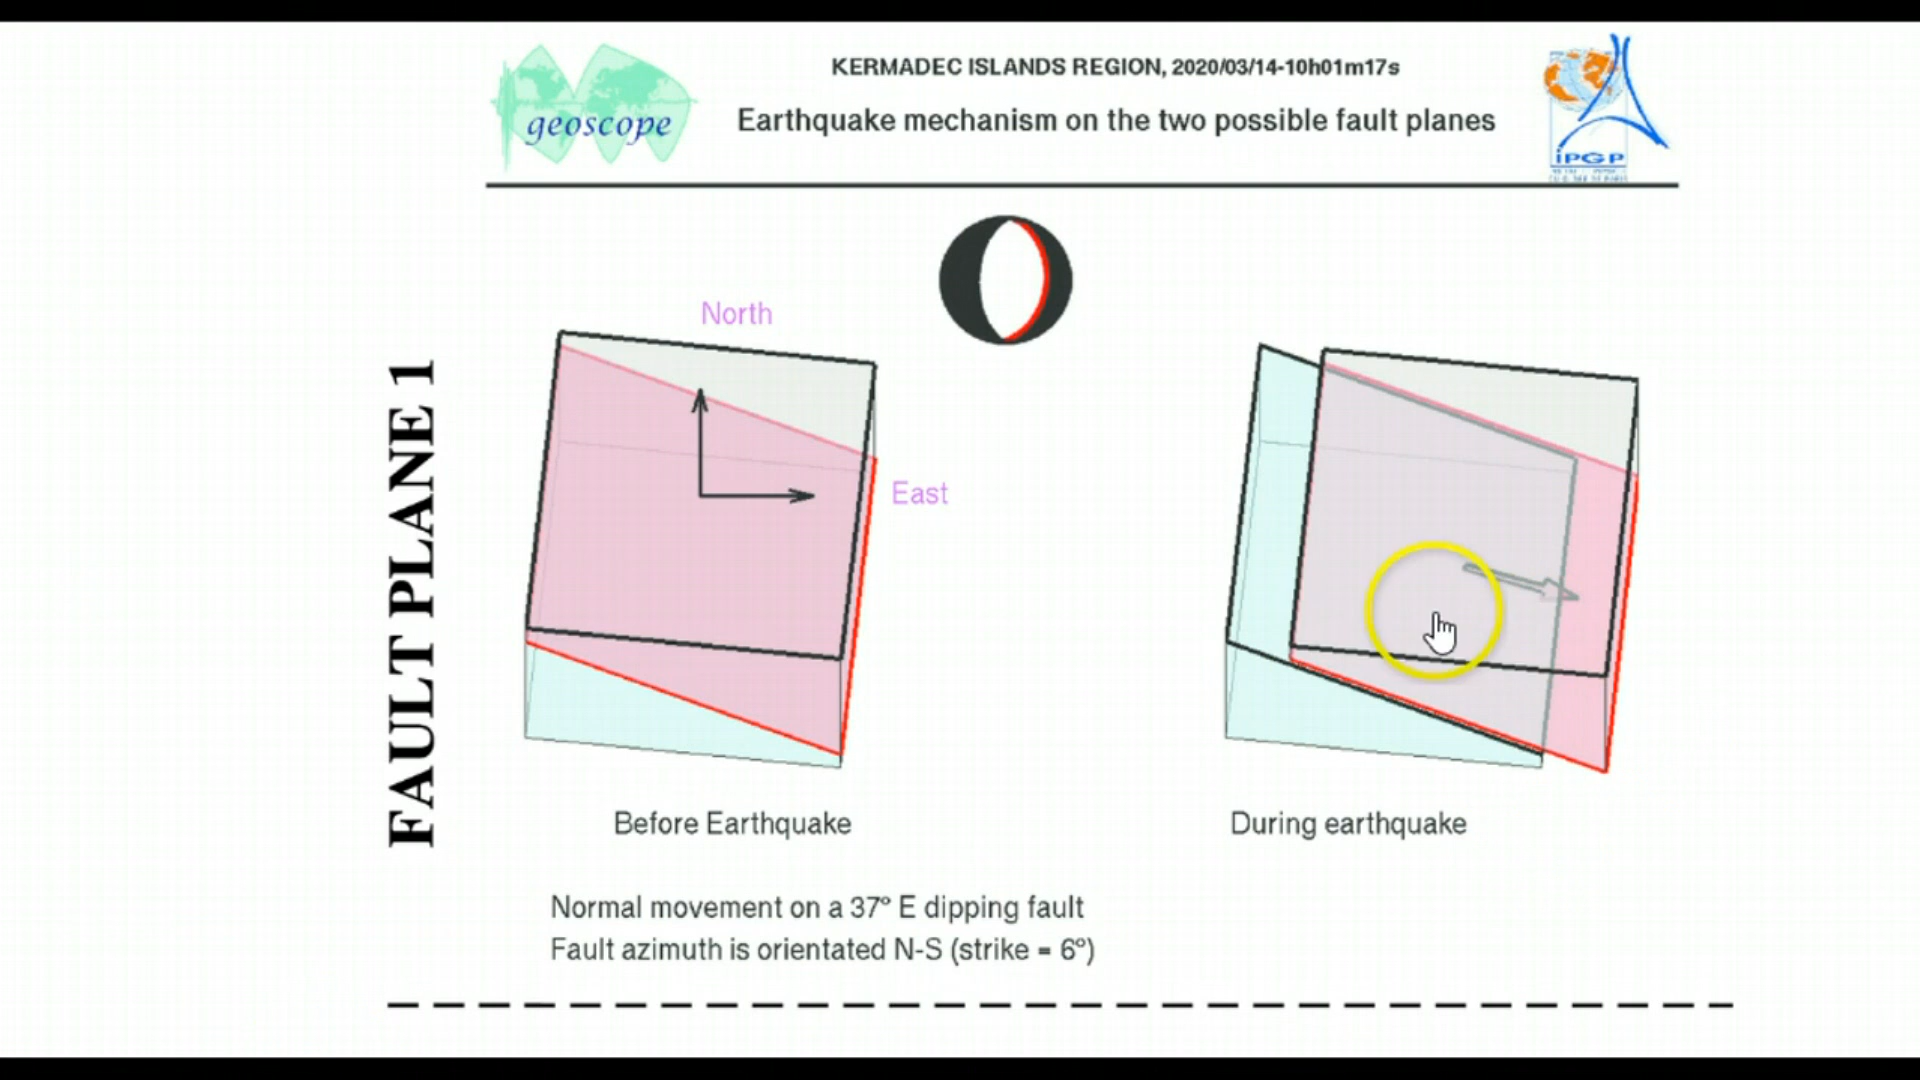 geoscope
KERMADEC ISLANDS REGION, 2020/03/14-10h01m17s
Earthquake mechanism on the two possible fault planes
IPGP
FAULT PLANE 1
North
East
Before Earthquake
During earthquake
Normal movement on a 37° E dipping fault
Fault azimuth is orientated N-S (strike = 6°)